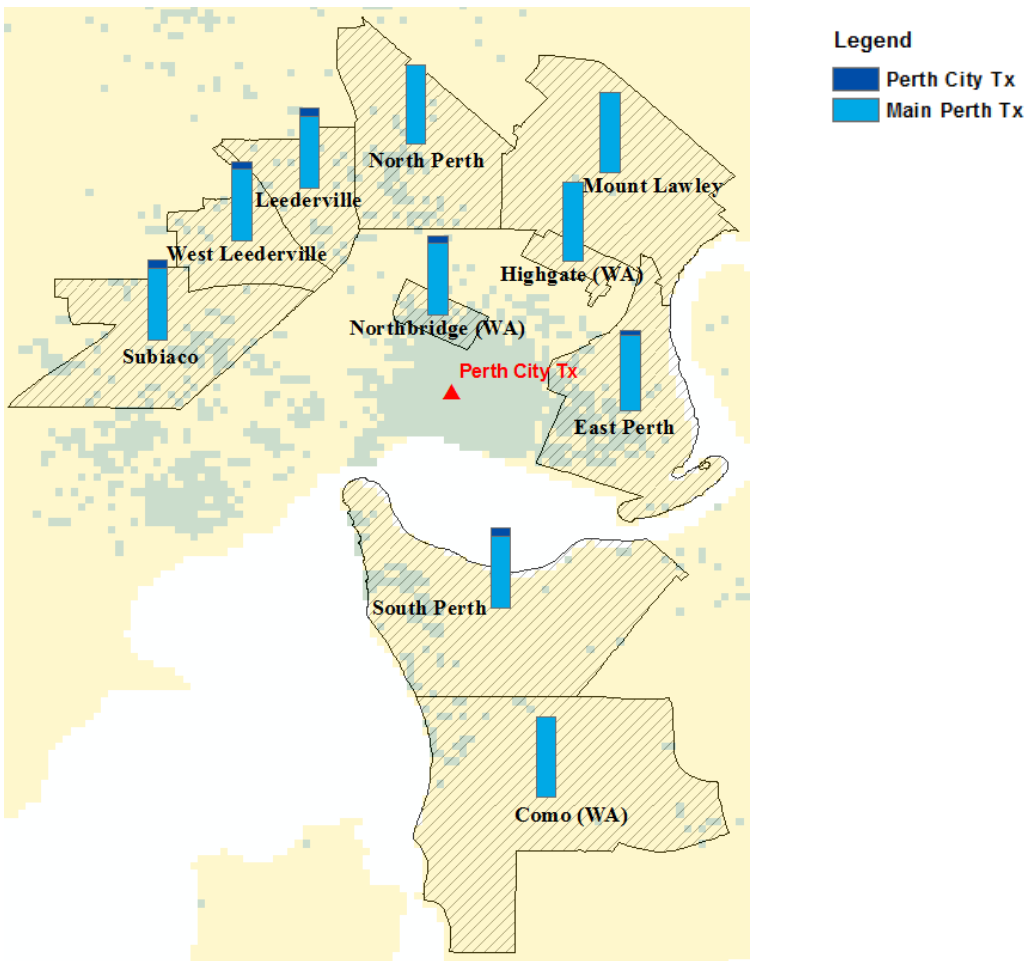 Legend
Perth City Tx
Main Perth Tx
North Perth
Mount Lawley
Leederville
West Leederville
Highgate (WA)
Northbridge (WA)
Subiaco
Perth City Tx
East Perth
South Perth
Como (WA)